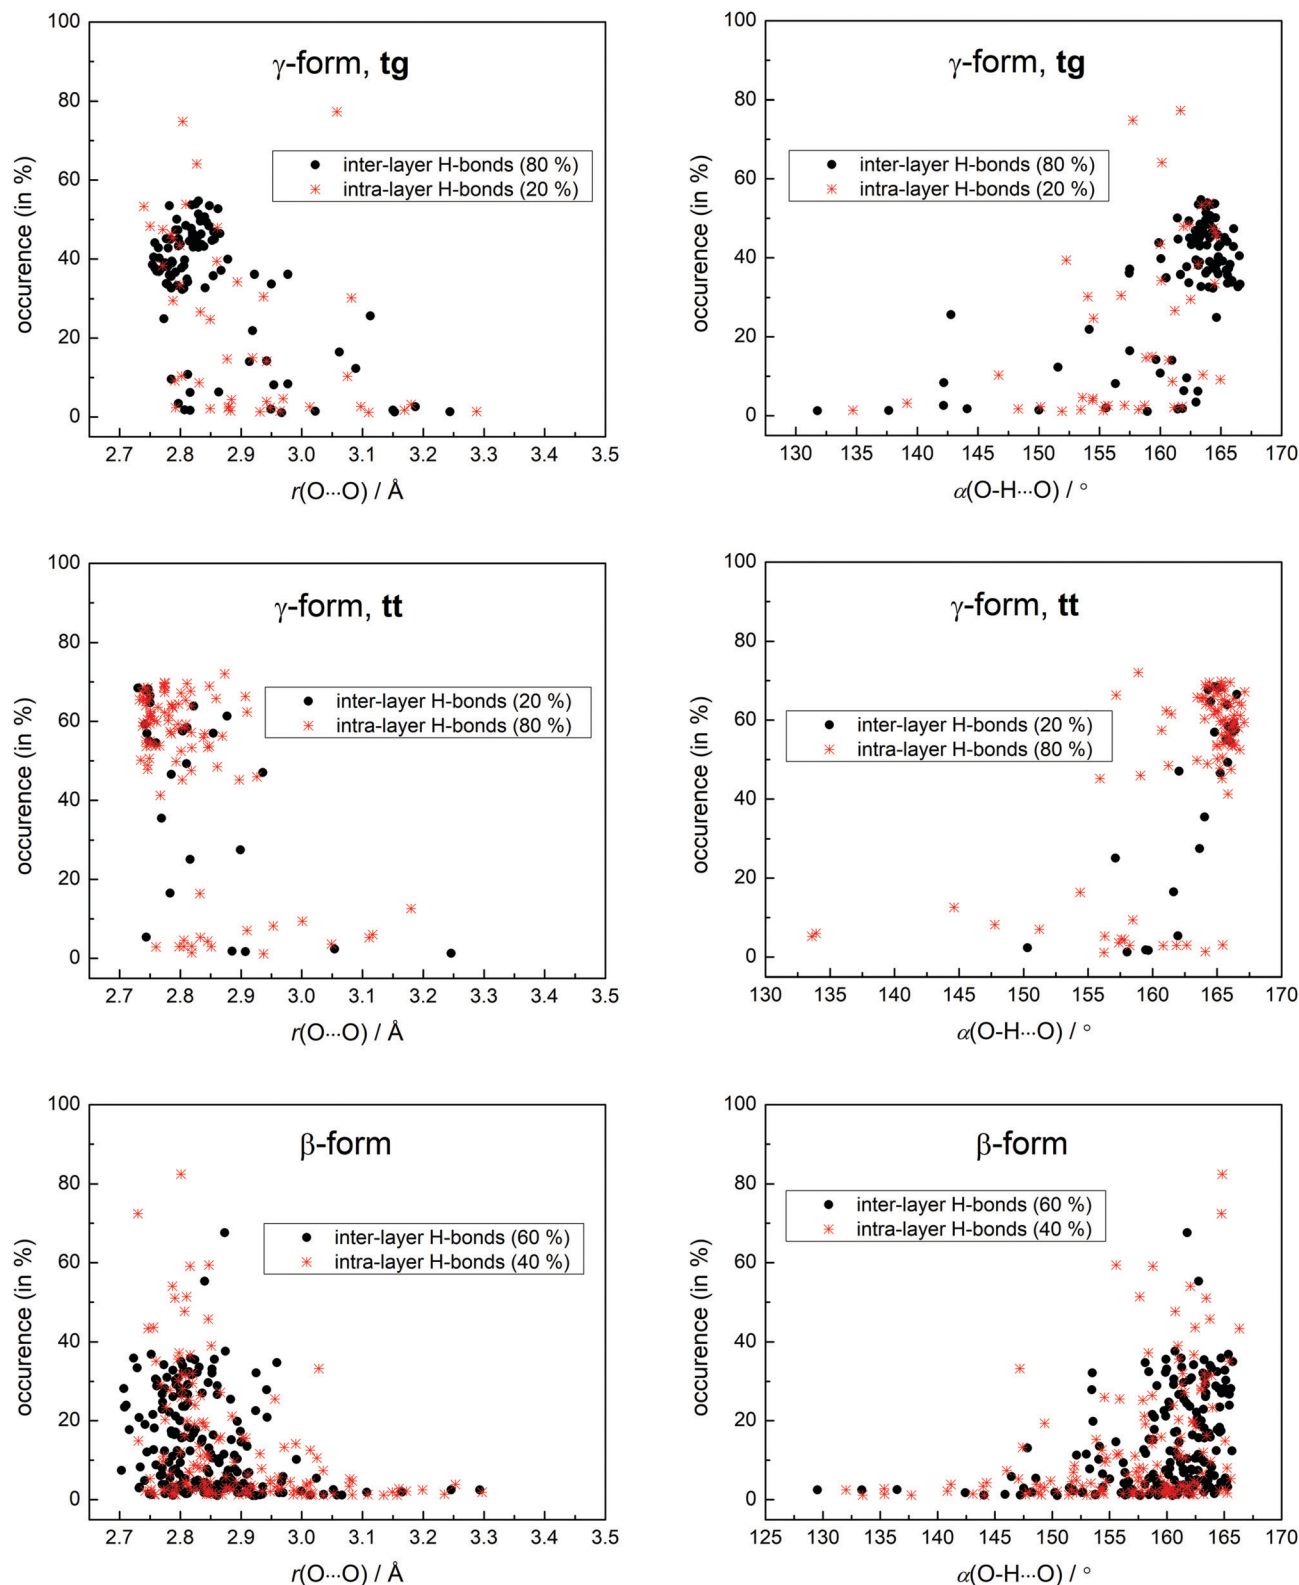 γ-form, tg
inter-layer H-bonds (80 %)
intra-layer H-bonds (20 %)
occurence (in %)
100
80
60
40
20
0
2.7 2.8 2.9 3.0 3.1 3.2 3.3 3.4 3.5
r(O···O) / Å
γ-form, tg
inter-layer H-bonds (80 %)
intra-layer H-bonds (20 %)
occurence (in %)
100
80
60
40
20
0
130 135 140 145 150 155 160 165 170
α(O-H···O) / °
γ-form, tt
inter-layer H-bonds (20 %)
intra-layer H-bonds (80 %)
occurence (in %)
100
80
60
40
20
0
2.7 2.8 2.9 3.0 3.1 3.2 3.3 3.4 3.5
r(O···O) / Å
γ-form, tt
inter-layer H-bonds (20 %)
intra-layer H-bonds (80 %)
occurence (in %)
100
80
60
40
20
0
130 135 140 145 150 155 160 165 170
α(O-H···O) / °
β-form
inter-layer H-bonds (60 %)
intra-layer H-bonds (40 %)
occurence (in %)
100
80
60
40
20
0
2.7 2.8 2.9 3.0 3.1 3.2 3.3 3.4 3.5
r(O···O) / Å
β-form
inter-layer H-bonds (60 %)
intra-layer H-bonds (40 %)
occurence (in %)
100
80
60
40
20
0
125 130 135 140 145 150 155 160 165 170
α(O-H···O) / °